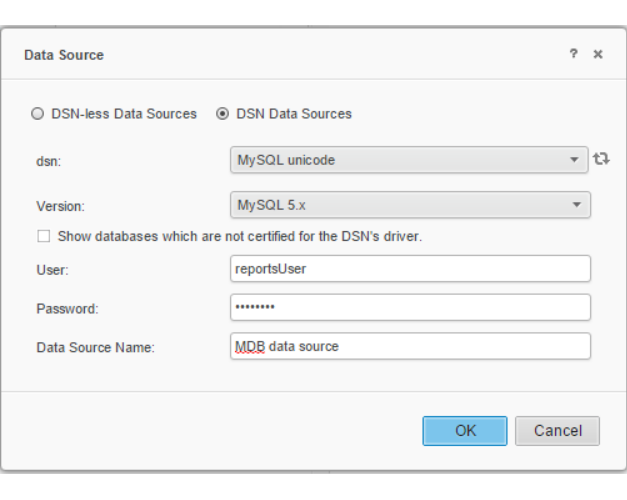 Data Source ? ×
DSN-less Data Sources DSN Data Sources
dsn: MySQL unicode
Version: MySQL 5.x
Show databases which are not certified for the DSN's driver.
User: reportsUser
Password: ••••••••
Data Source Name: MDB data source
OK Cancel